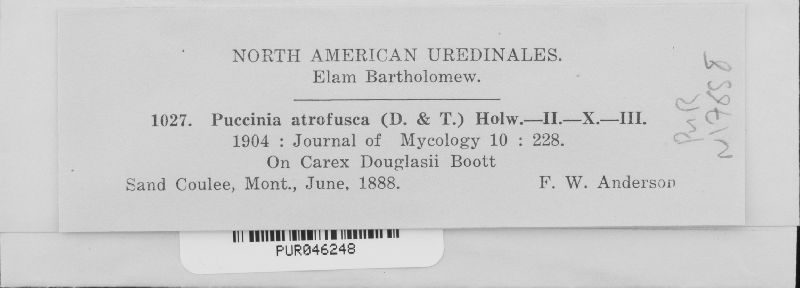 NORTH AMERICAN UREDINALES.
Elam Bartholomew.
1027. Puccinia atrofusca (D. & T.) Holw.—II.—X.—III.
1904 : Journal of Mycology 10 : 228.
On Carex Douglasii Boott
Sand Coulee, Mont., June, 1888. F. W. Anderson
PUR
N17858
PUR046248